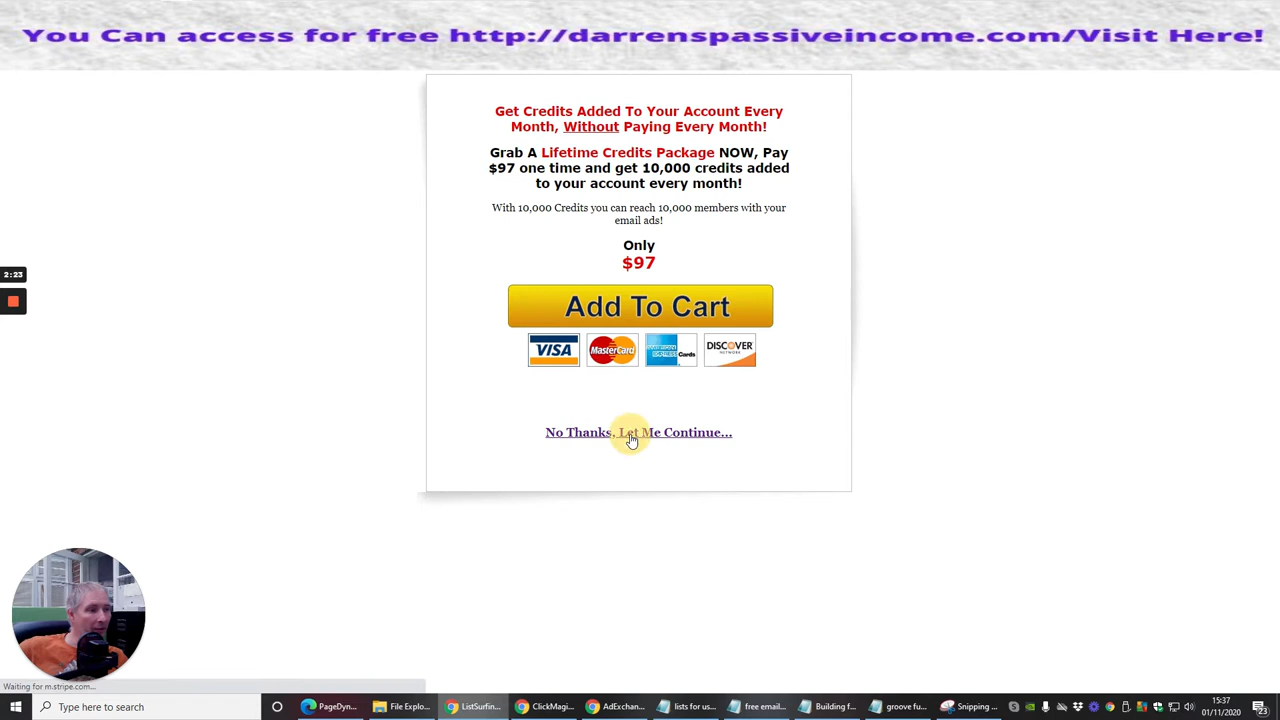 You Can access for free http://darrenspassiveincome.com/Visit Here!
Get Credits Added To Your Account Every
Month, Without Paying Every Month!
Grab A Lifetime Credits Package NOW, Pay
$97 one time and get 10,000 credits added
to your account every month!
With 10,000 Credits you can reach 10,000 members with your
email ads!
Only
$97
Add To Cart
VISA MasterCard AMERICAN EXPRESS Cards DISCOVER NETWORK
No Thanks, Let Me Continue...
2:23
Waiting for m.stripe.com...
Type here to search
PageDyn... File Explo... ListSurfin... ClickMagi... AdExchan... lists for us... free email... Building f... groove fu... Snipping ...
15:37
01/11/2020